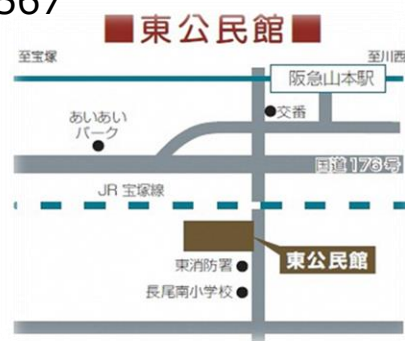 567
■東公民館■
至宝塚
至川西
阪急山本駅
●交番
あいあい
パーク
国道176号
JR 宝塚線
東公民館
東消防署●
長尾南小学校●